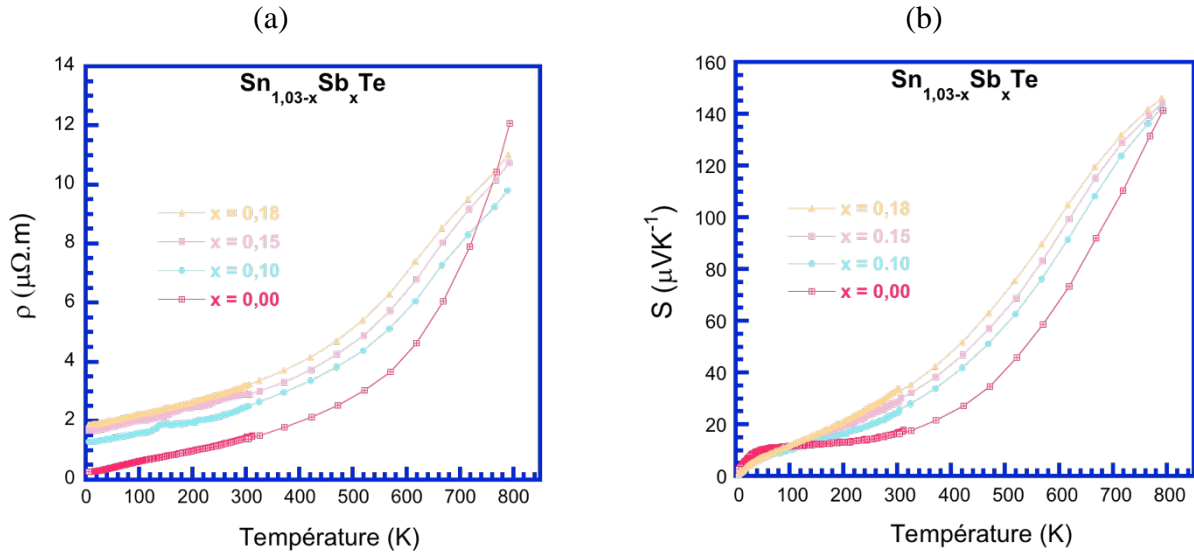 (a)
Sn1,03-xSbxTe
14
12
10
8
6
4
2
0
ρ (μΩ.m)
x = 0,18
x = 0,15
x = 0,10
x = 0,00
0 100 200 300 400 500 600 700 800
Température (K)
(b)
Sn1,03-xSbxTe
160
140
120
100
80
60
40
20
0
S (μVK-1)
x = 0,18
x = 0.15
x = 0.10
x = 0,00
0 100 200 300 400 500 600 700 800
Température (K)